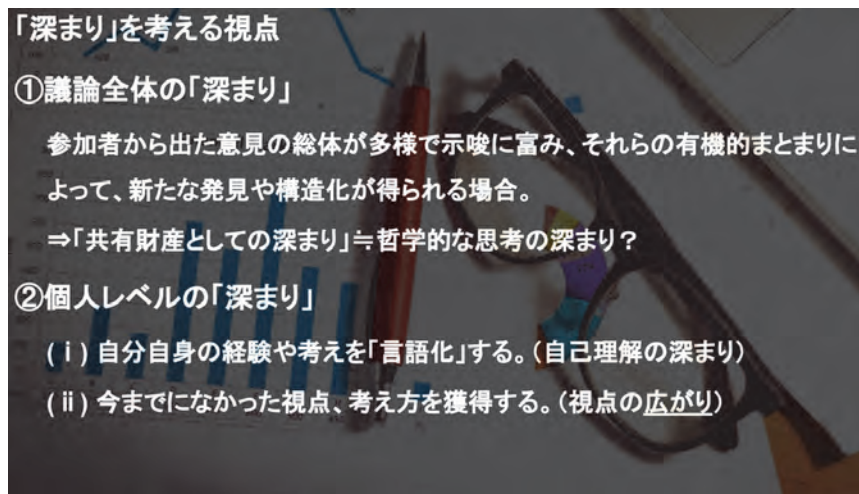 「深まり」を考える視点
①議論全体の「深まり」
参加者から出た意見の総体が多様で示唆に富み、それらの有機的まとまりに
よって、新たな発見や構造化が得られる場合。
⇒「共有財産としての深まり」≒哲学的な思考の深まり？
②個人レベルの「深まり」
(ⅰ) 自分自身の経験や考えを「言語化」する。（自己理解の深まり）
(ⅱ) 今までになかった視点、考え方を獲得する。（視点の広がり）